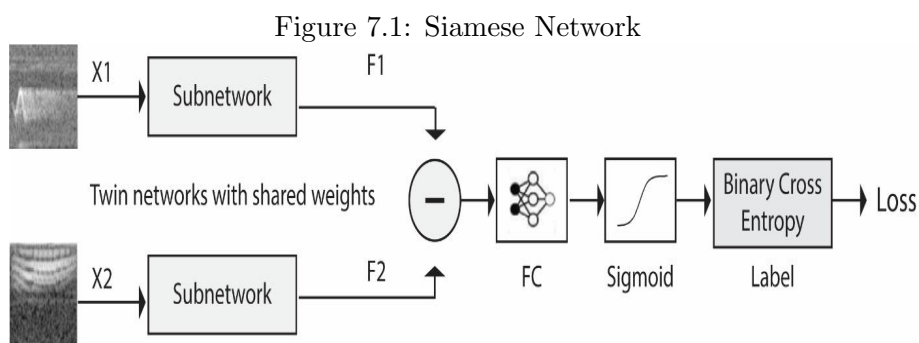 Figure 7.1: Siamese Network
X1
Subnetwork
F1
Twin networks with shared weights
−
FC
Sigmoid
Binary Cross
Entropy
Label
Loss
X2
Subnetwork
F2